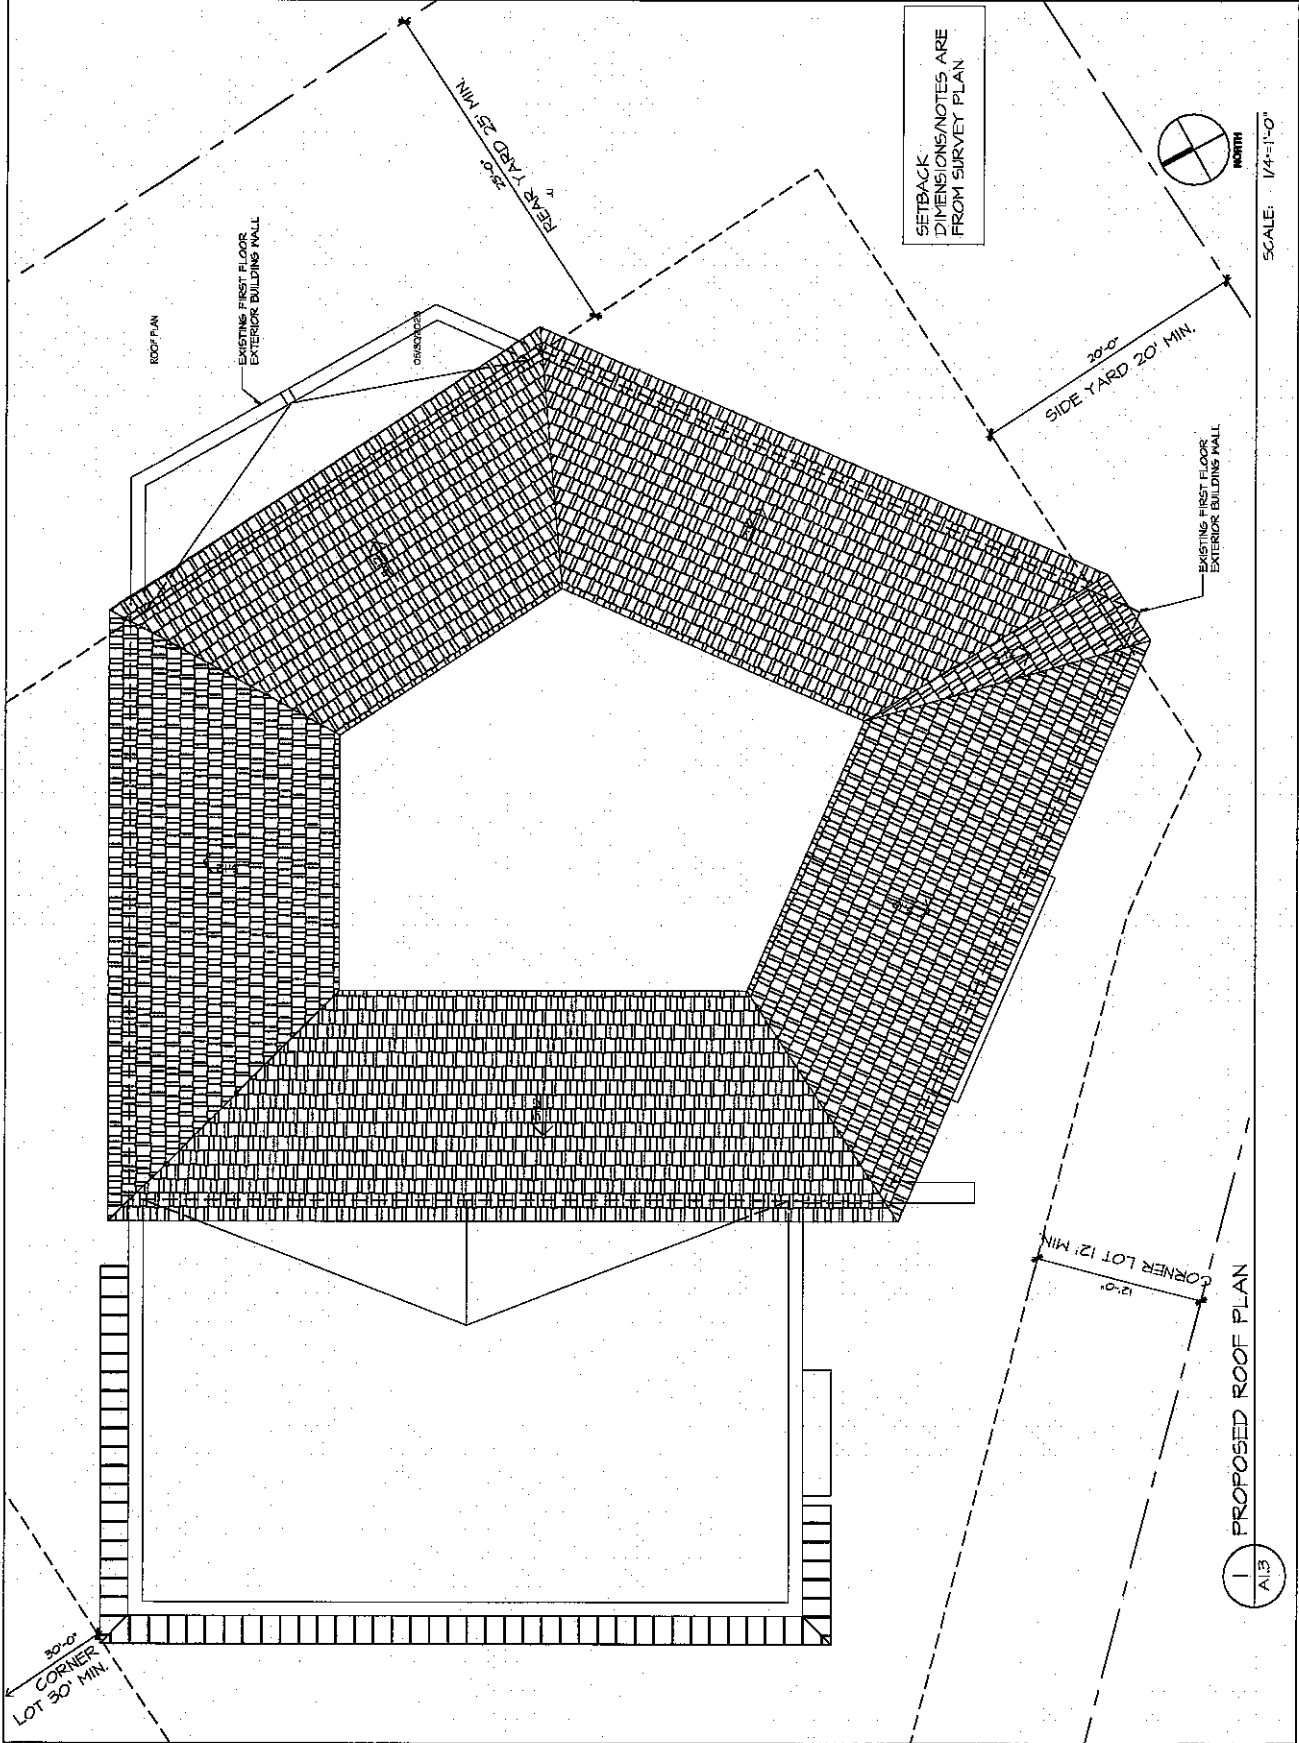 SETBACK
DIMENSIONS/NOTES ARE
FROM SURVEY PLAN
REAR YARD 25' MIN.
25'-0"
ROOF PLAN
EXISTING FIRST FLOOR
EXTERIOR BUILDING WALL
SIDE YARD 20' MIN.
20'-0"
EXISTING FIRST FLOOR
EXTERIOR BUILDING WALL
NORTH
30'-0"
CORNER
LOT 30' MIN.
CORNER LOT 12' MIN.
12'-0"
1
A1.3
PROPOSED ROOF PLAN
SCALE: 1/4"=1'-0"